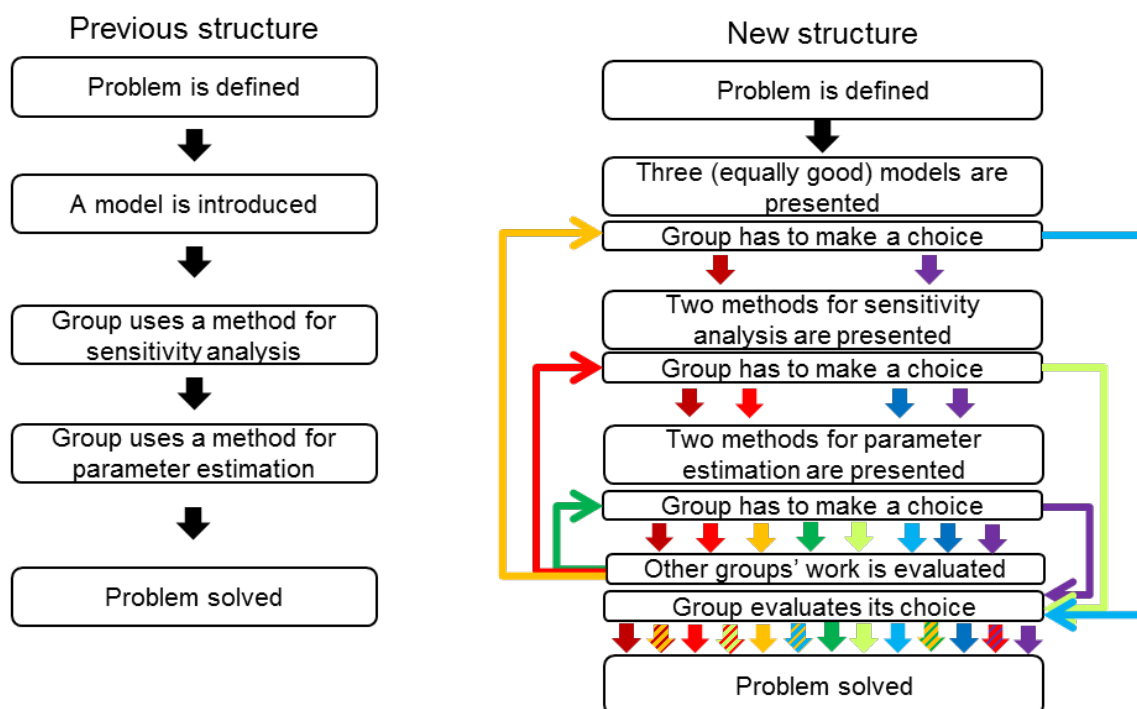 Previous structure
Problem is defined
A model is introduced
Group uses a method for
sensitivity analysis
Group uses a method for
parameter estimation
Problem solved
New structure
Problem is defined
Three (equally good) models are
presented
Group has to make a choice
Two methods for sensitivity
analysis are presented
Group has to make a choice
Two methods for parameter
estimation are presented
Group has to make a choice
Other groups' work is evaluated
Group evaluates its choice
Problem solved